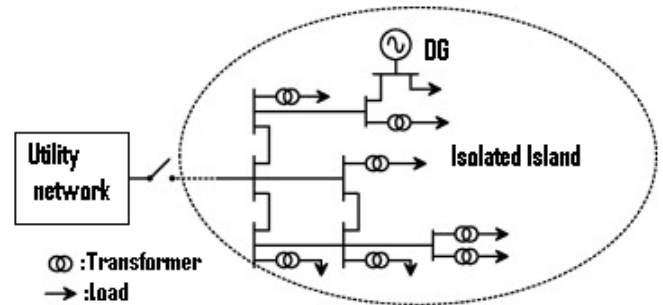 DG
Isolated Island
Utility
network
:Transformer
:Load